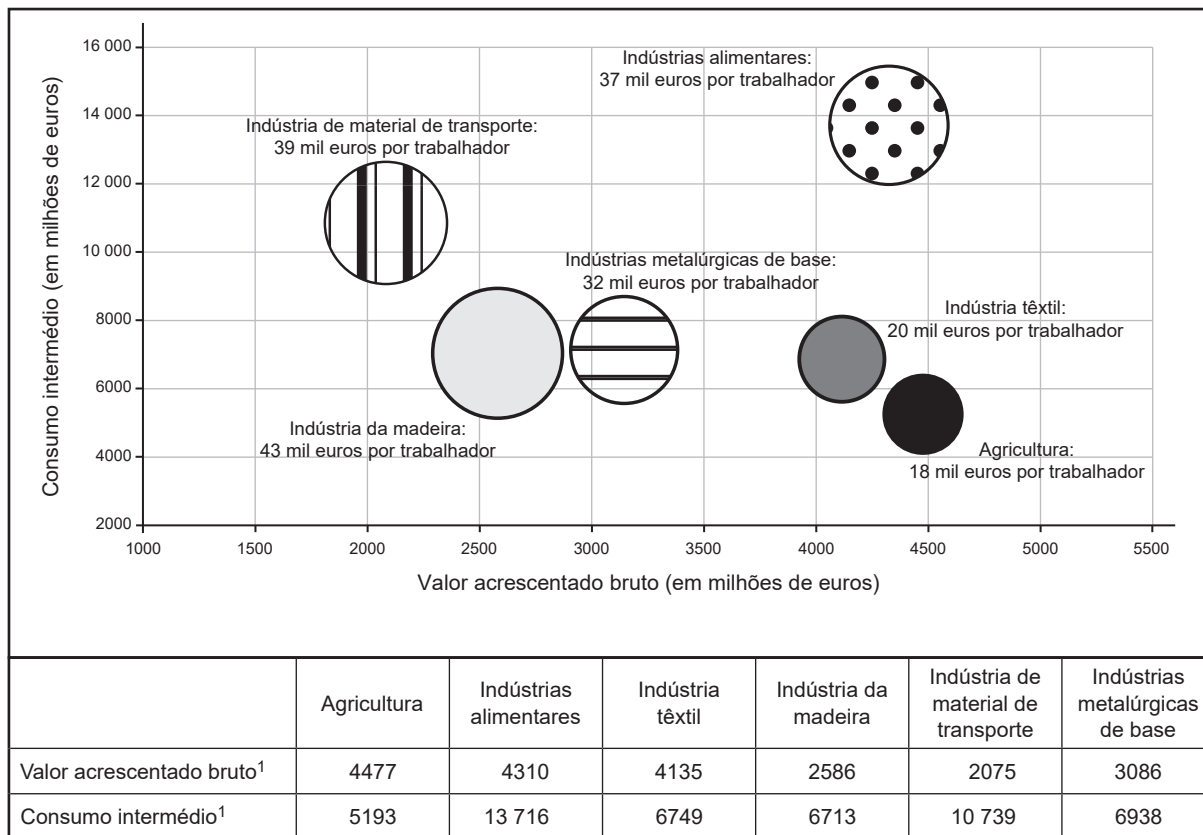 Consumo intermédio (em milhões de euros)
16 000
14 000
12 000
10 000
8000
6000
4000
2000
Indústrias alimentares:
37 mil euros por trabalhador
Indústria de material de transporte:
39 mil euros por trabalhador
Indústrias metalúrgicas de base:
32 mil euros por trabalhador
Indústria têxtil:
20 mil euros por trabalhador
Indústria da madeira:
43 mil euros por trabalhador
Agricultura:
18 mil euros por trabalhador
1000 1500 2000 2500 3000 3500 4000 4500 5000 5500
Valor acrescentado bruto (em milhões de euros)
Agricultura
Indústrias
alimentares
Indústria
têxtil
Indústria da
madeira
Indústria de
material de
transporte
Indústrias
metalúrgicas
de base
Valor acrescentado bruto1 4477 4310 4135 2586 2075 3086
Consumo intermédio1 5193 13 716 6749 6713 10 739 6938